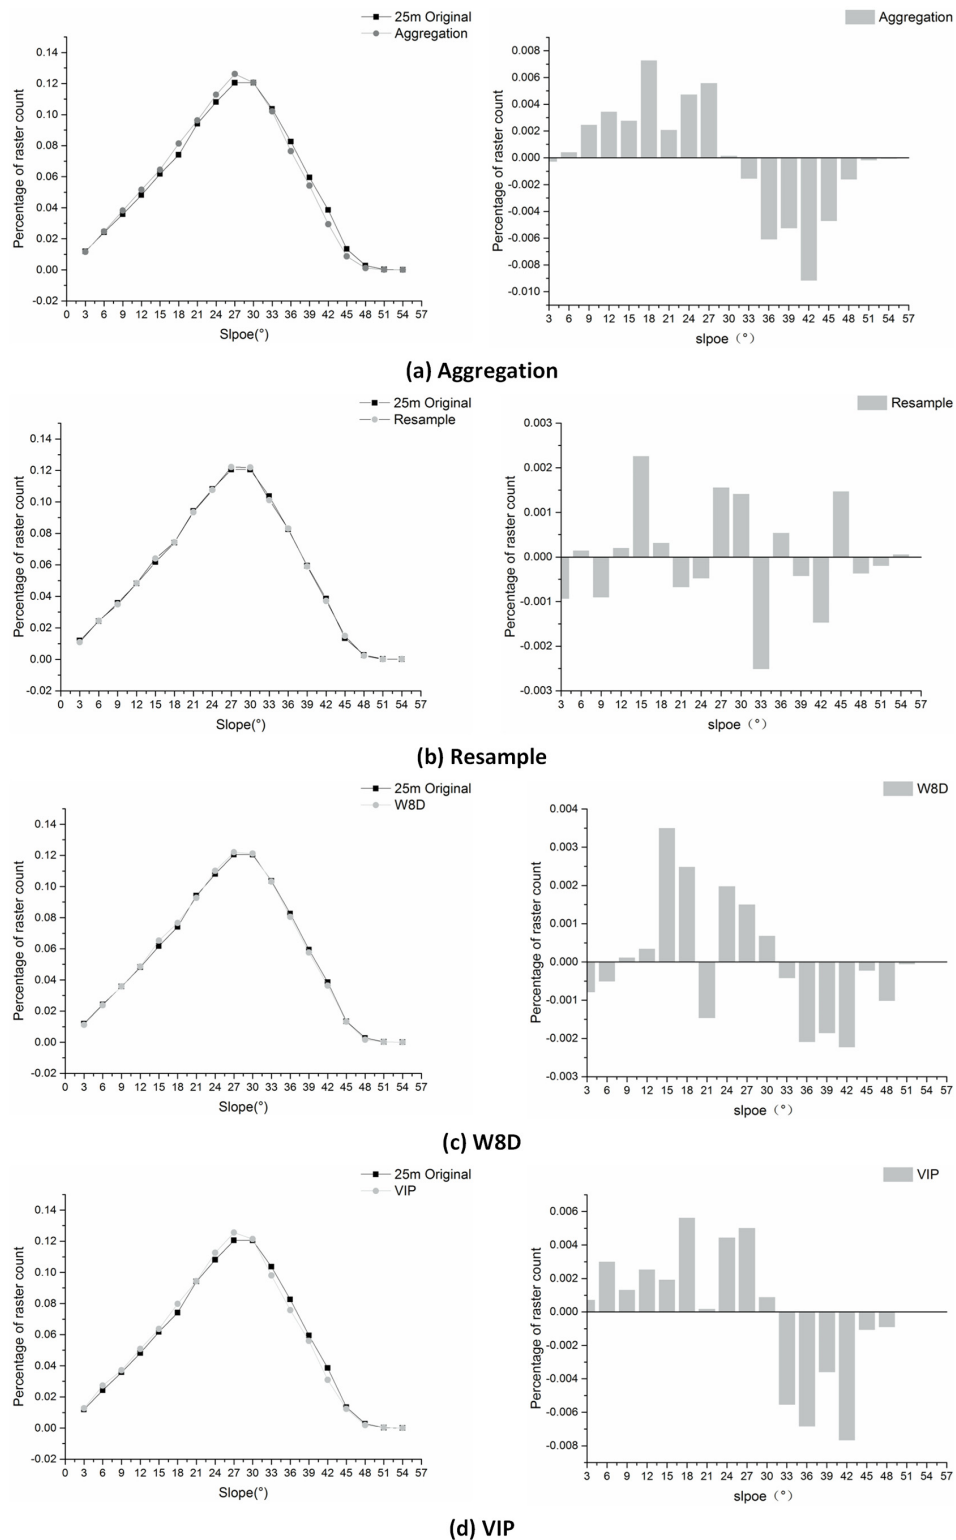 25m Original
Aggregation
Percentage of raster count
0.14
0.12
0.10
0.08
0.06
0.04
0.02
0.00
-0.02
0 3 6 9 12 15 18 21 24 27 30 33 36 39 42 45 48 51 54 57
Slpoe(°)
Aggregation
Percentage of raster count
0.008
0.006
0.004
0.002
0.000
-0.002
-0.004
-0.006
-0.008
-0.010
3 6 9 12 15 18 21 24 27 30 33 36 39 42 45 48 51 54 57
slpoe（°）
(a) Aggregation
25m Original
Resample
Percentage of raster count
0.14
0.12
0.10
0.08
0.06
0.04
0.02
0.00
-0.02
0 3 6 9 12 15 18 21 24 27 30 33 36 39 42 45 48 51 54 57
Slope(°)
Resample
Percentage of raster count
0.003
0.002
0.001
0.000
-0.001
-0.002
-0.003
3 6 9 12 15 18 21 24 27 30 33 36 39 42 45 48 51 54 57
slpoe（°）
(b) Resample
25m Original
W8D
Percentage of raster count
0.14
0.12
0.10
0.08
0.06
0.04
0.02
0.00
-0.02
0 3 6 9 12 15 18 21 24 27 30 33 36 39 42 45 48 51 54 57
Slope(°)
W8D
Percentage of raster count
0.004
0.003
0.002
0.001
0.000
-0.001
-0.002
-0.003
3 6 9 12 15 18 21 24 27 30 33 36 39 42 45 48 51 54 57
slpoe（°）
(c) W8D
25m Original
VIP
Percentage of raster count
0.14
0.12
0.10
0.08
0.06
0.04
0.02
0.00
-0.02
0 3 6 9 12 15 18 21 24 27 30 33 36 39 42 45 48 51 54 57
Slope(°)
VIP
Percentage of raster count
0.006
0.004
0.002
0.000
-0.002
-0.004
-0.006
-0.008
3 6 9 12 15 18 21 24 27 30 33 36 39 42 45 48 51 54 57
slpoe（°）
(d) VIP